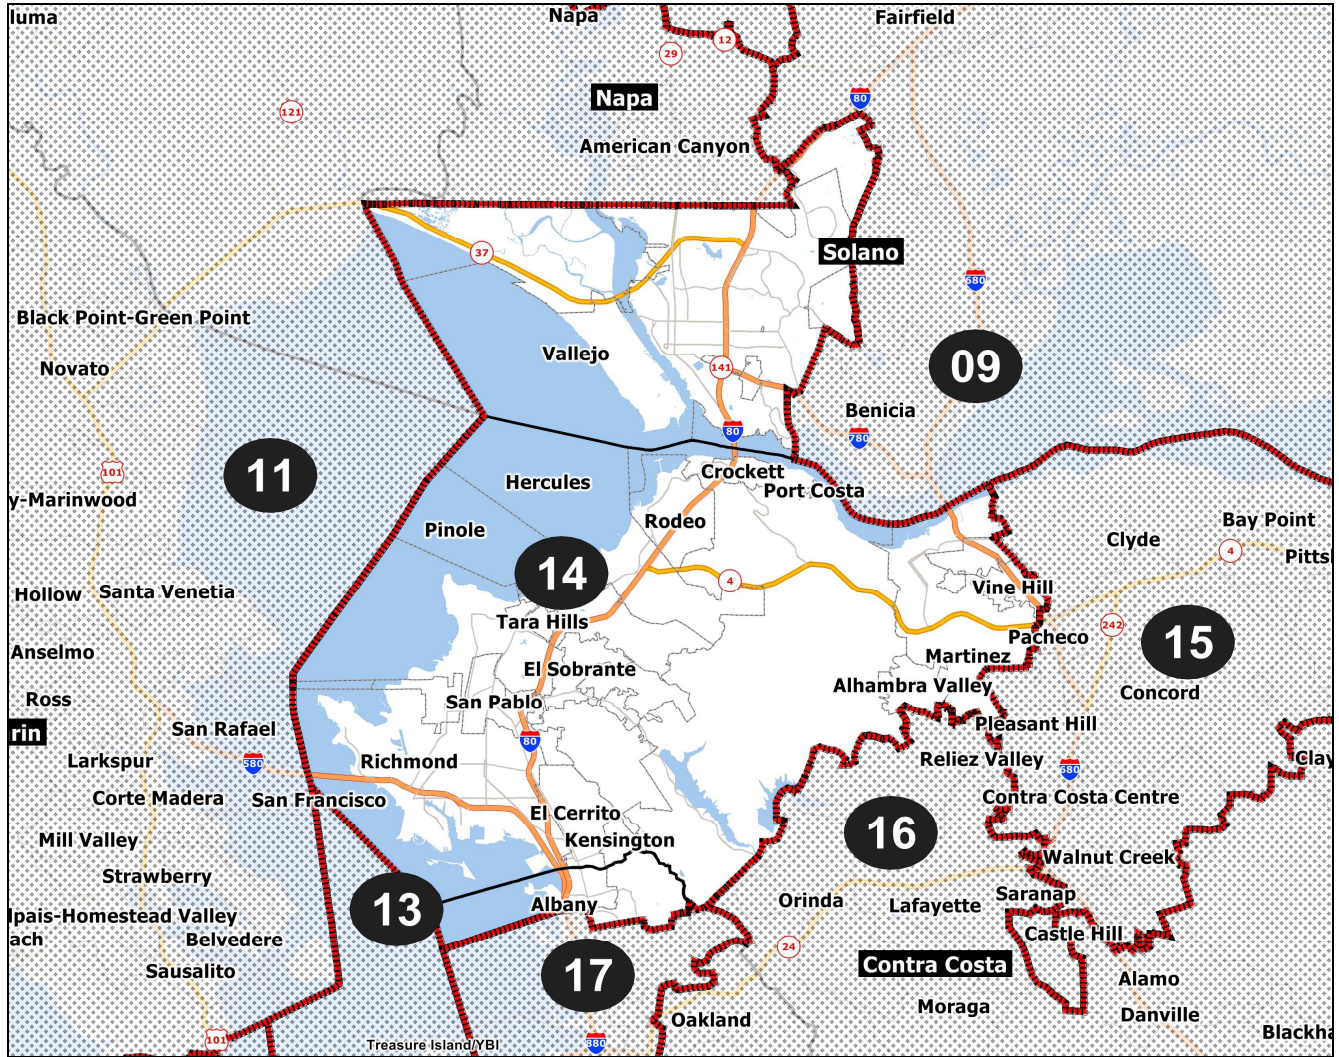 luma
Napa
Fairfield
12
29
80
Napa
121
American Canyon
37
Solano
680
Black Point-Green Point
Vallejo
Novato
141
09
Benicia
80
780
11
101
Crockett
Hercules
Port Costa
y-Marinwood
Rodeo
Bay Point
Pinole
Clyde
4
Pitts
14
4
Vine Hill
Hollow
Santa Venetia
Tara Hills
242
Pacheco
15
Anselmo
Martinez
El Sobrante
Alhambra Valley
Concord
Ross
San Pablo
Pleasant Hill
rin
San Rafael
80
Larkspur
580
Richmond
Reliez Valley
680
Clay
Corte Madera
San Francisco
Contra Costa Centre
El Cerrito
16
Mill Valley
Kensington
Walnut Creek
Strawberry
Saranap
13
Albany
Orinda
Lafayette
lpais-Homestead Valley
Castle Hill
ach
Belvedere
24
Contra Costa
Sausalito
17
Alamo
Moraga
Danville
Oakland
Blackha
101
Treasure Island/YBI
880